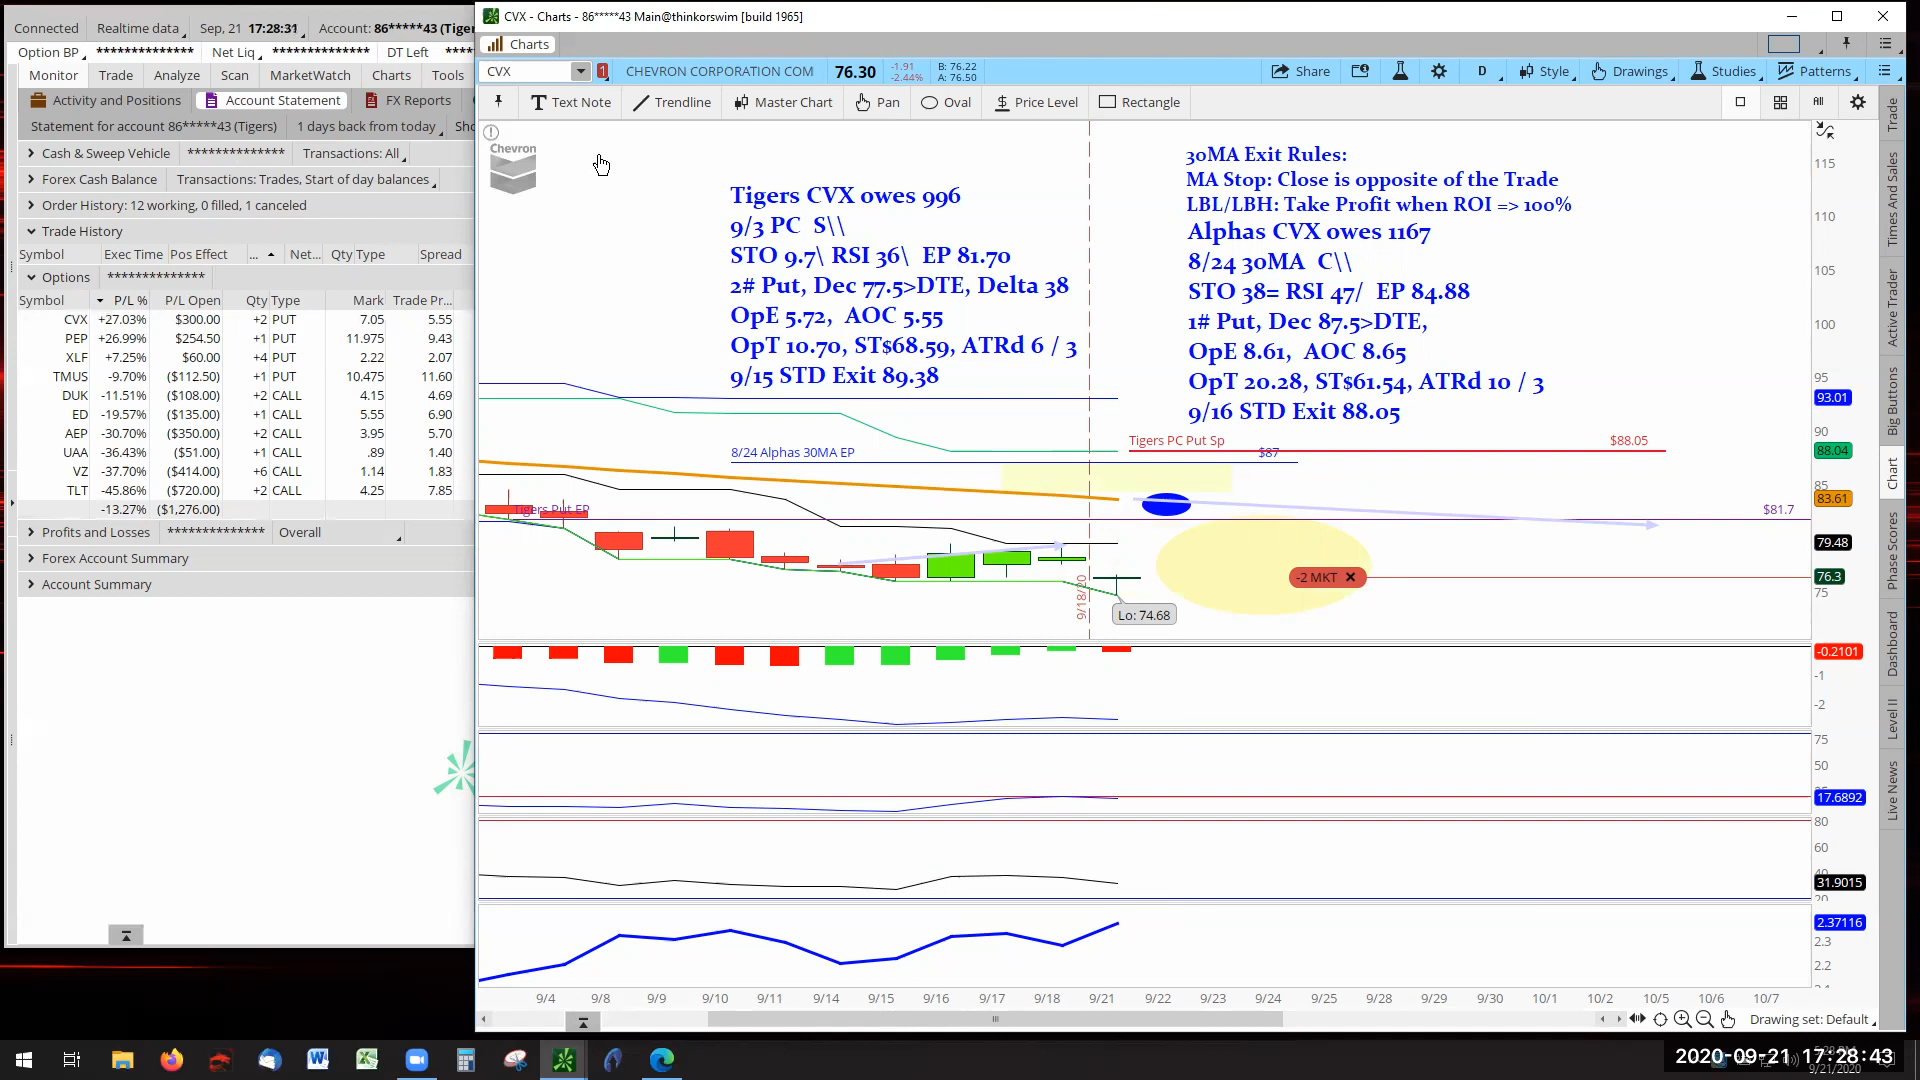 Connected Realtime data Sep, 21 17:28:31 Account: 86*****43 (Tiger
Option BP ************** Net Liq ************** DT Left ****
Monitor Trade Analyze Scan MarketWatch Charts Tools
Activity and Positions Account Statement FX Reports
Statement for account 86*****43 (Tigers) 1 days back from today Sho
Cash & Sweep Vehicle ************** Transactions: All
Forex Cash Balance Transactions: Trades, Start of day balances
Order History: 12 working, 0 filled, 1 canceled
Trade History
Symbol Exec Time Pos Effect ... Net... Qty Type Spread
Options **************
Symbol P/L % P/L Open Qty Type Mark Trade Pr...
CVX +27.03% $300.00 +2 PUT 7.05 5.55
PEP +26.99% $254.50 +1 PUT 11.975 9.43
XLF +7.25% $60.00 +4 PUT 2.22 2.07
TMUS -9.70% ($112.50) +1 PUT 10.475 11.60
DUK -11.51% ($108.00) +2 CALL 4.15 4.69
ED -19.57% ($135.00) +1 CALL 5.55 6.90
AEP -30.70% ($350.00) +2 CALL 3.95 5.70
UAA -36.43% ($51.00) +1 CALL .89 1.40
VZ -37.70% ($414.00) +6 CALL 1.14 1.83
TLT -45.86% ($720.00) +2 CALL 4.25 7.85
-13.27% ($1,276.00)
Profits and Losses ************** Overall
Forex Account Summary
Account Summary
CVX - Charts - 86*****43 Main@thinkorswim [build 1965]
Charts
CVX 1 CHEVRON CORPORATION COM 76.30 -1.91 -2.44% B: 76.22 A: 76.50 Share D Style Drawings Studies Patterns
Text Note Trendline Master Chart Pan Oval Price Level Rectangle All
Chevron
Tigers CVX owes 996
9/3 PC S\\
STO 9.7\ RSI 36\ EP 81.70
2# Put, Dec 77.5>DTE, Delta 38
OpE 5.72, AOC 5.55
OpT 10.70, ST$68.59, ATRd 6 / 3
9/15 STD Exit 89.38
30MA Exit Rules:
MA Stop: Close is opposite of the Trade
LBL/LBH: Take Profit when ROI => 100%
Alphas CVX owes 1167
8/24 30MA C\\
STO 38= RSI 47/ EP 84.88
1# Put, Dec 87.5>DTE,
OpE 8.61, AOC 8.65
OpT 20.28, ST$61.54, ATRd 10 / 3
9/16 STD Exit 88.05
Tigers PC Put Sp $88.05
8/24 Alphas 30MA EP $87
Tigers Put EP $81.7
-2 MKT
9/18/20
Lo: 74.68
115
110
105
100
95
93.01
90
88.04
85
83.61
79.48
76.3
75
-0.2101
-1
-2
75
50
17.6892
80
60
31.9015
20
2.37116
2.3
2.2
9/4 9/8 9/9 9/10 9/11 9/14 9/15 9/16 9/17 9/18 9/21 9/22 9/23 9/24 9/25 9/28 9/29 9/30 10/1 10/2 10/5 10/6 10/7
Drawing set: Default
Trade
Times And Sales
Active Trader
Big Buttons
Chart
Phase Scores
Dashboard
Level II
Live News
2020-09-21 17:28:43
9/21/2020